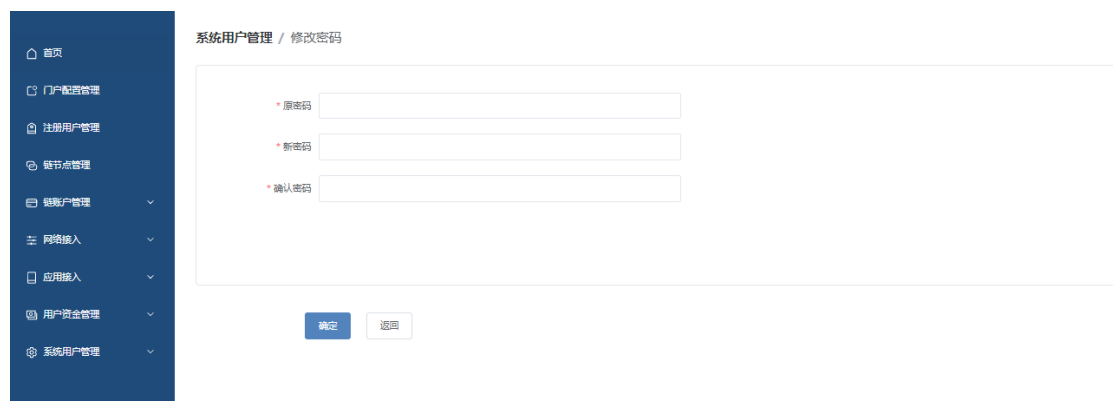 首页
门户配置管理
注册用户管理
链节点管理
链账户管理
网络接入
应用接入
用户资金管理
系统用户管理
系统用户管理 / 修改密码
* 原密码
* 新密码
* 确认密码
确定 返回